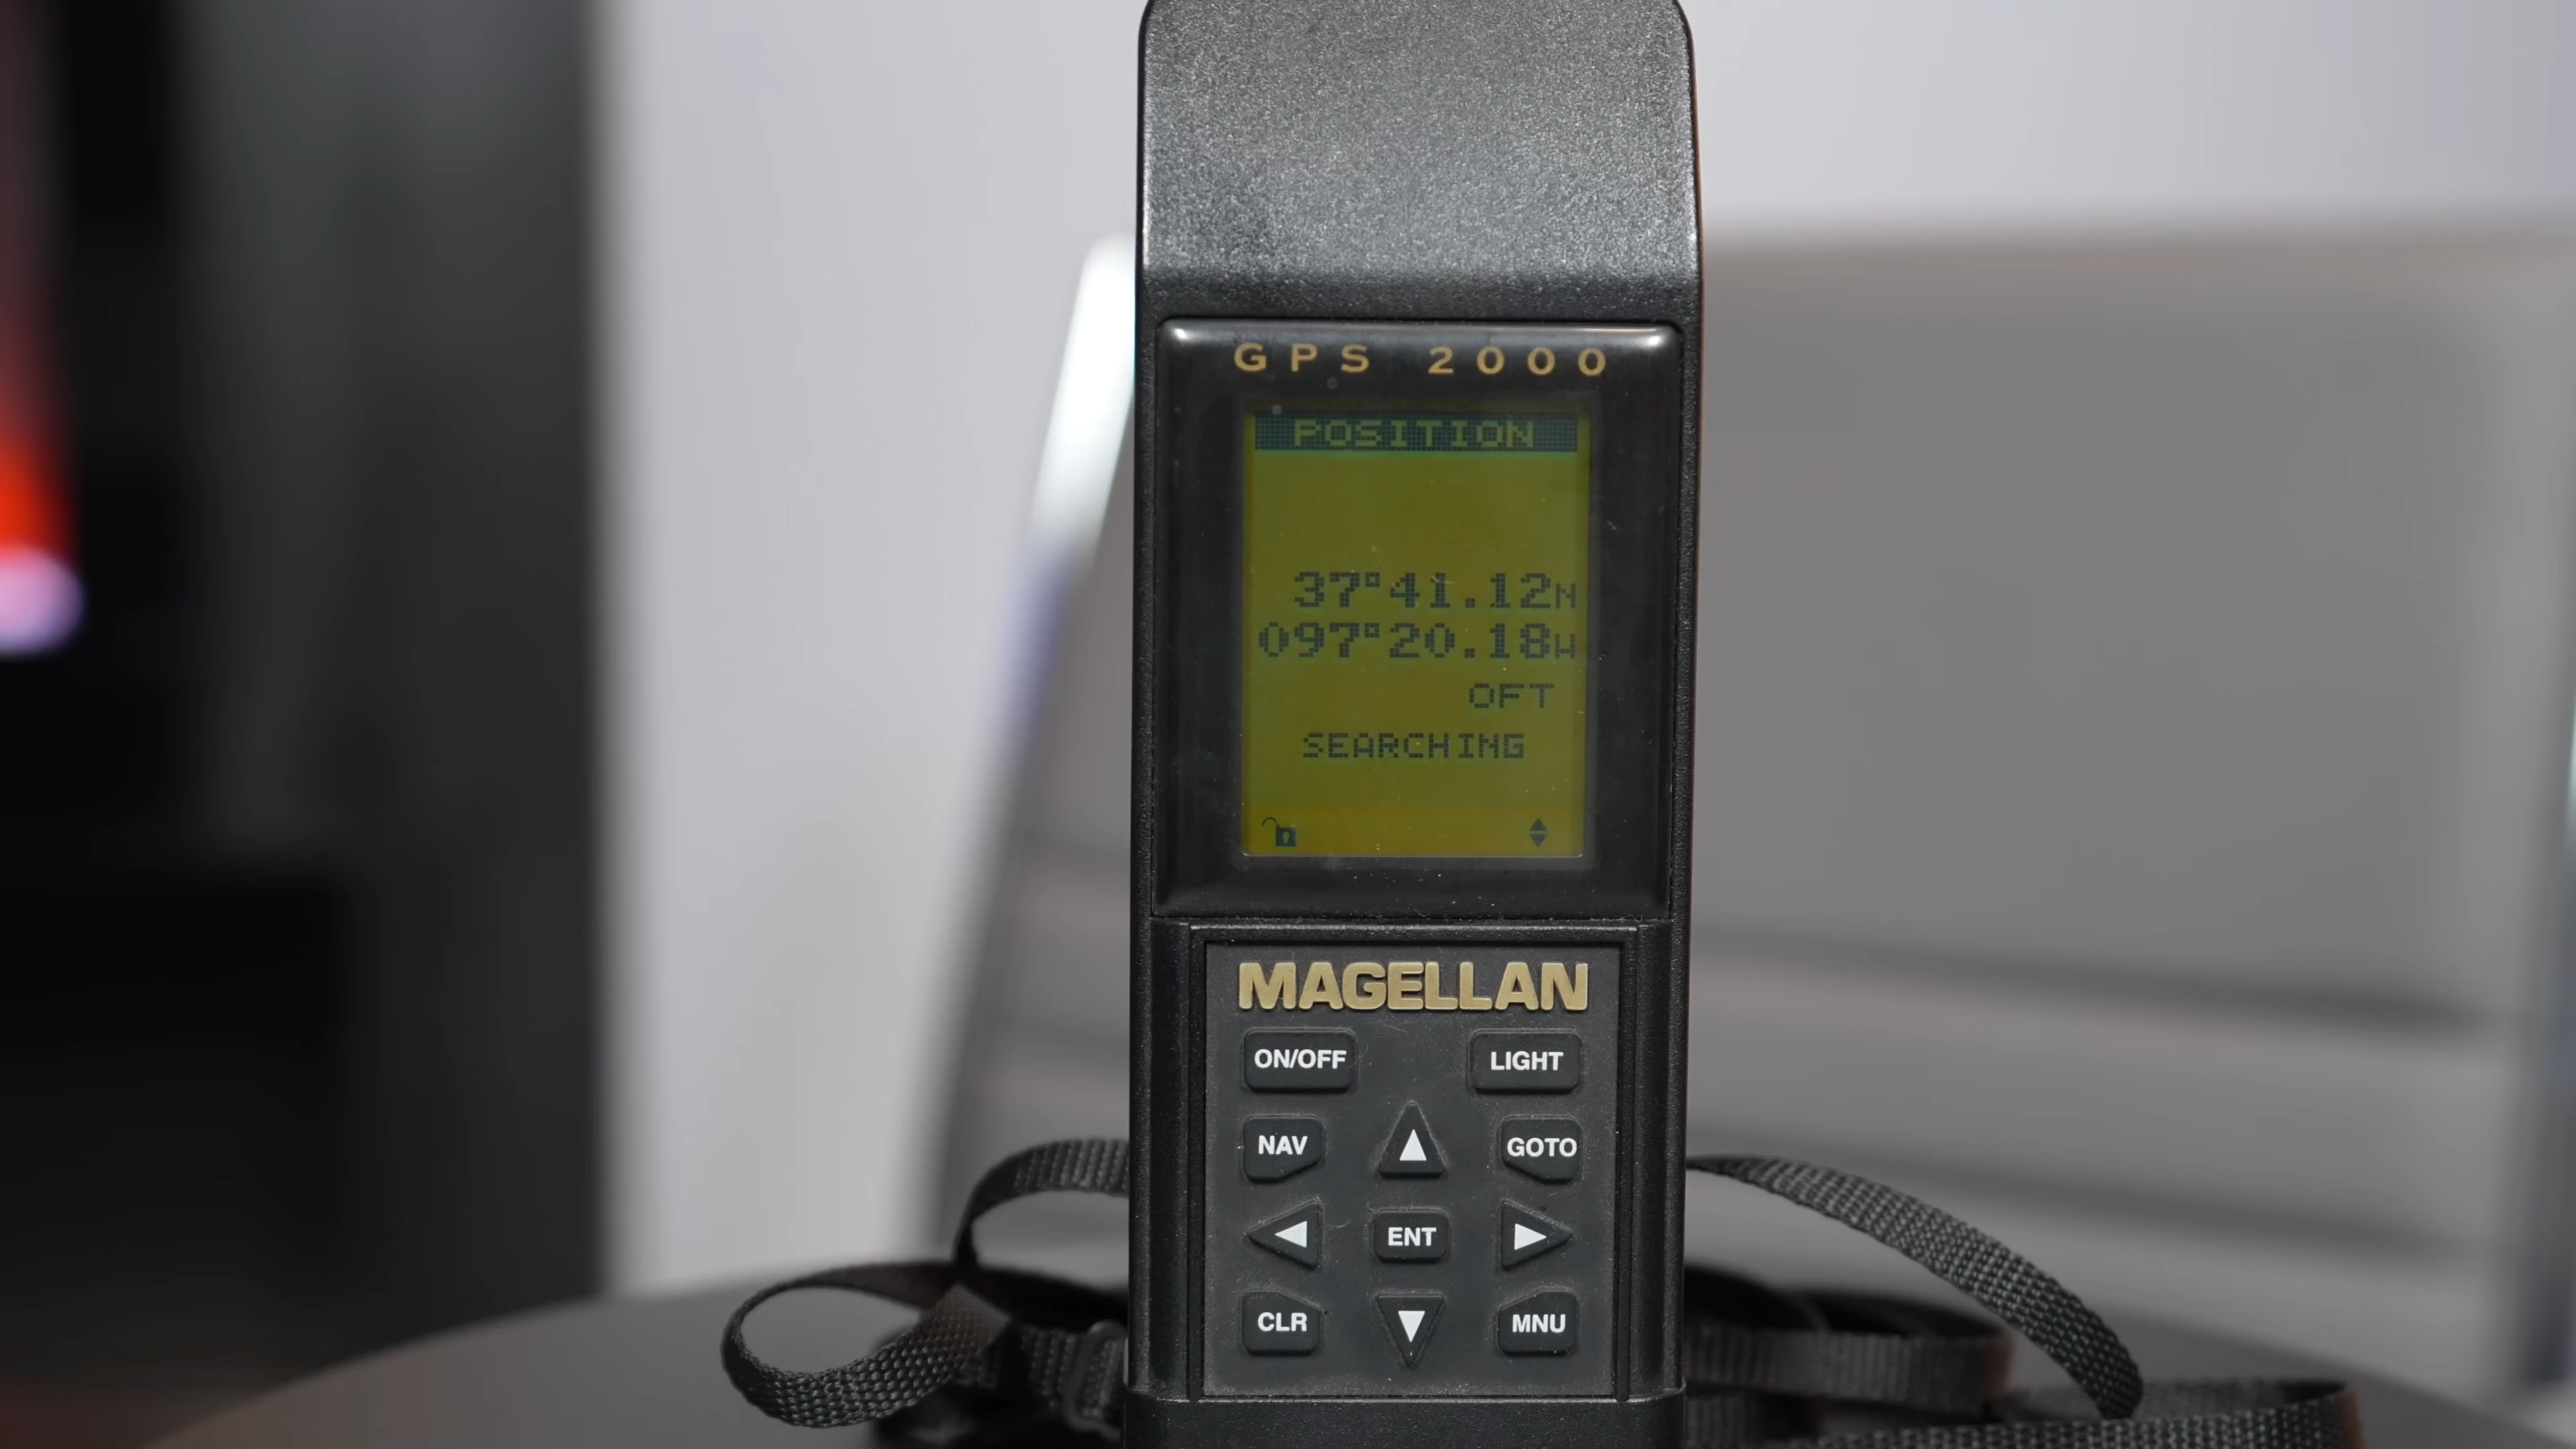 GPS 2000
POSITION
37°41.12N
097°20.18W
0FT
SEARCHING
MAGELLAN
ON/OFF LIGHT
NAV GOTO
ENT
CLR MNU